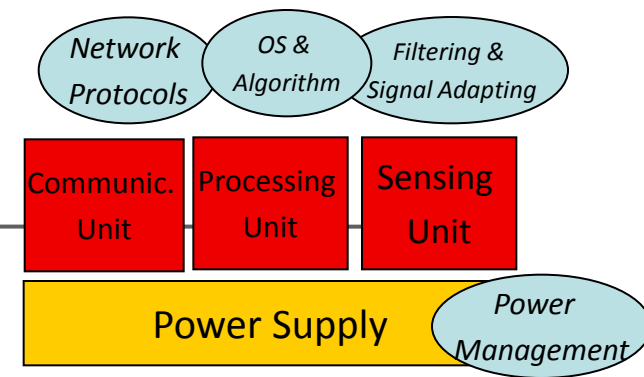 Network
Protocols
OS &
Algorithm
Filtering &
Signal Adapting
Communic.
Unit
Processing
Unit
Sensing
Unit
Power Supply
Power
Management